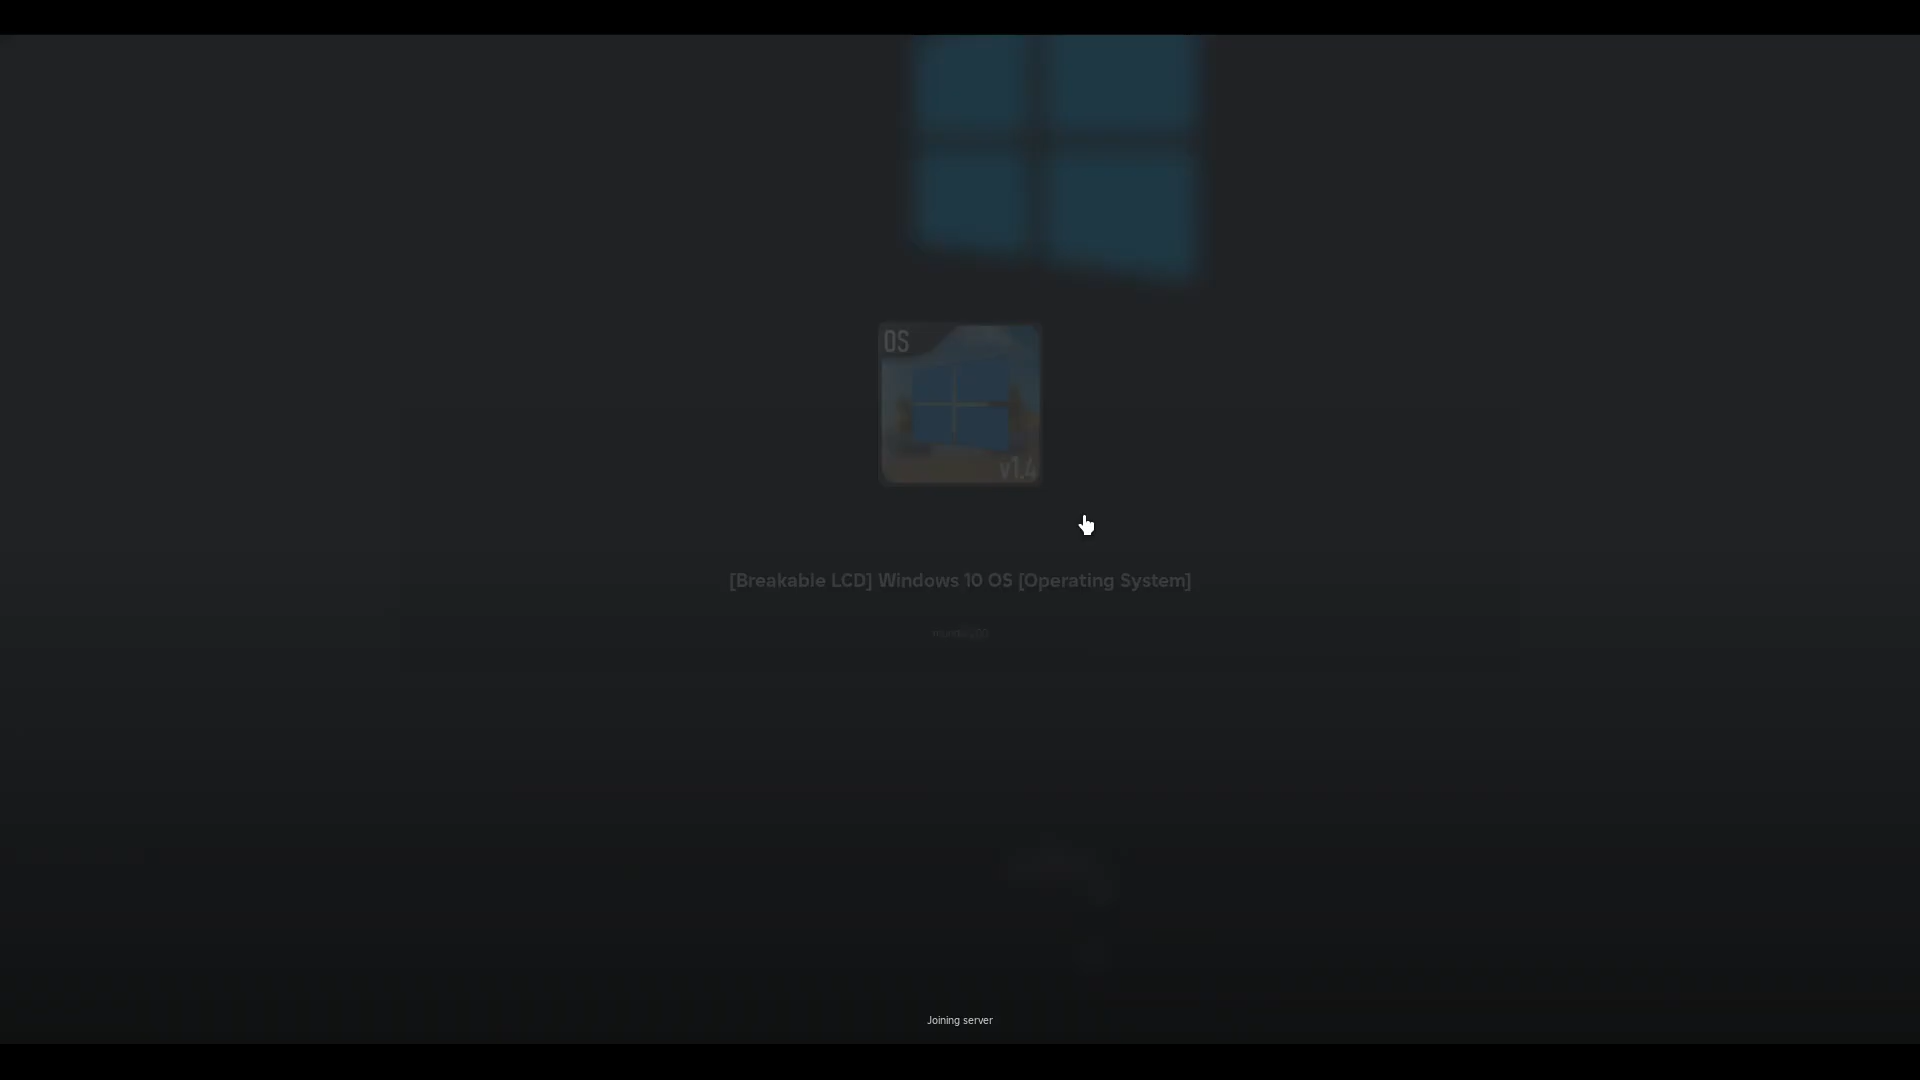 OS
v1.4
[Breakable LCD] Windows 10 OS [Operating System]
Joining server